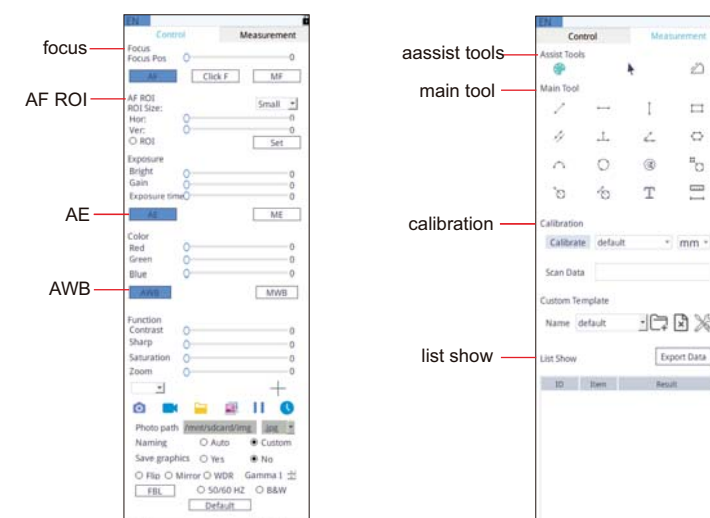 EN
Control Measurement
focus
Focus
Focus Pos 0
AF Click F MF
AF ROI
AF ROI
ROI Size: Small
Hor: 0
Ver: 0
ROI Set
Exposure
Bright 0
Gain 0
Exposure time 0
AE
AE ME
Color
Red 0
Green 0
Blue 0
AWB
AWB MWB
Function
Contrast 0
Sharp 0
Saturation 0
Zoom 0
Photo path /mnt/sdcard/img .jpg
Naming Auto Custom
Save graphics Yes No
Flip Mirror WDR Gamma 1
FBL 50/60 HZ B&W
Default
EN
Control Measurement
aassist tools
Assist Tools
main tool
Main Tool
T
calibration
Calibration
Calibrate default mm
Scan Data
Custom Template
Name default
list show
List Show Export Data
ID Item Result